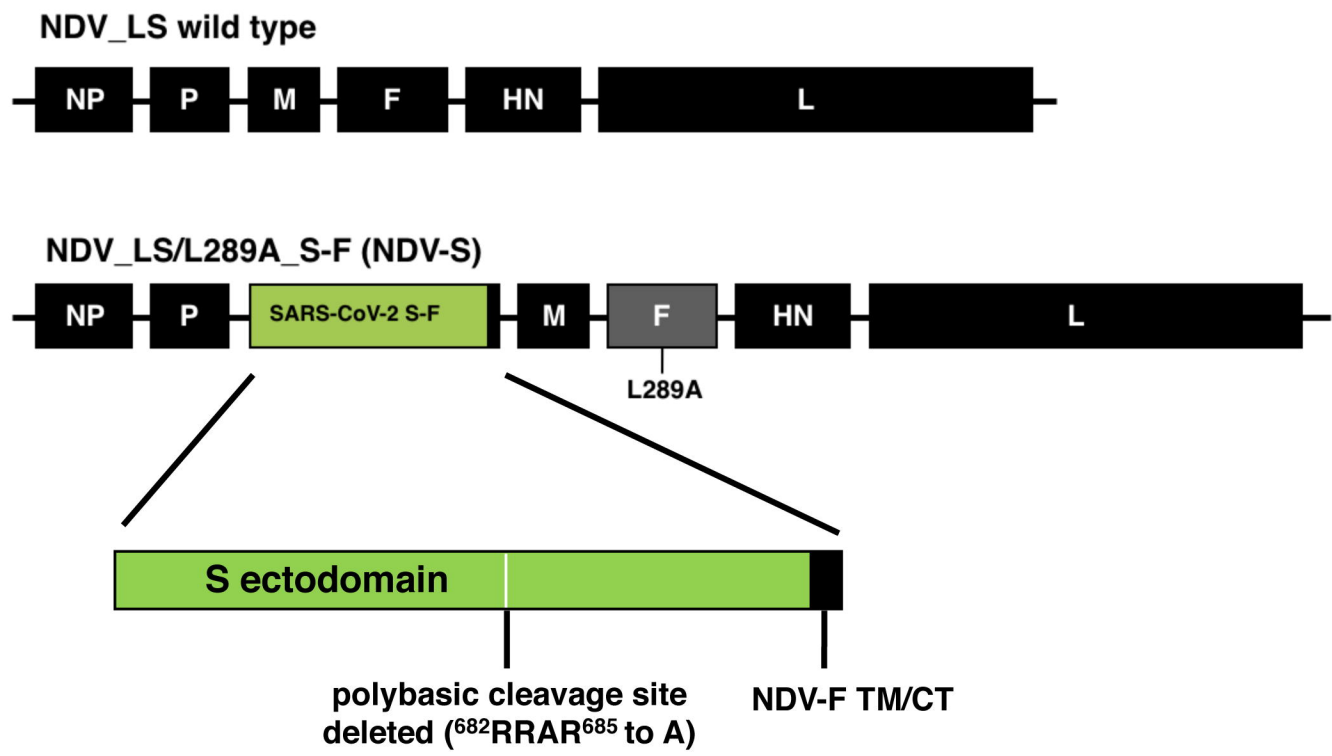 NDV_LS wild type
NP P M F HN L
NDV_LS/L289A_S-F (NDV-S)
NP P SARS-CoV-2 S-F M F HN L
L289A
S ectodomain
polybasic cleavage site
deleted (⁶⁸²RRAR⁶⁸⁵ to A)
NDV-F TM/CT